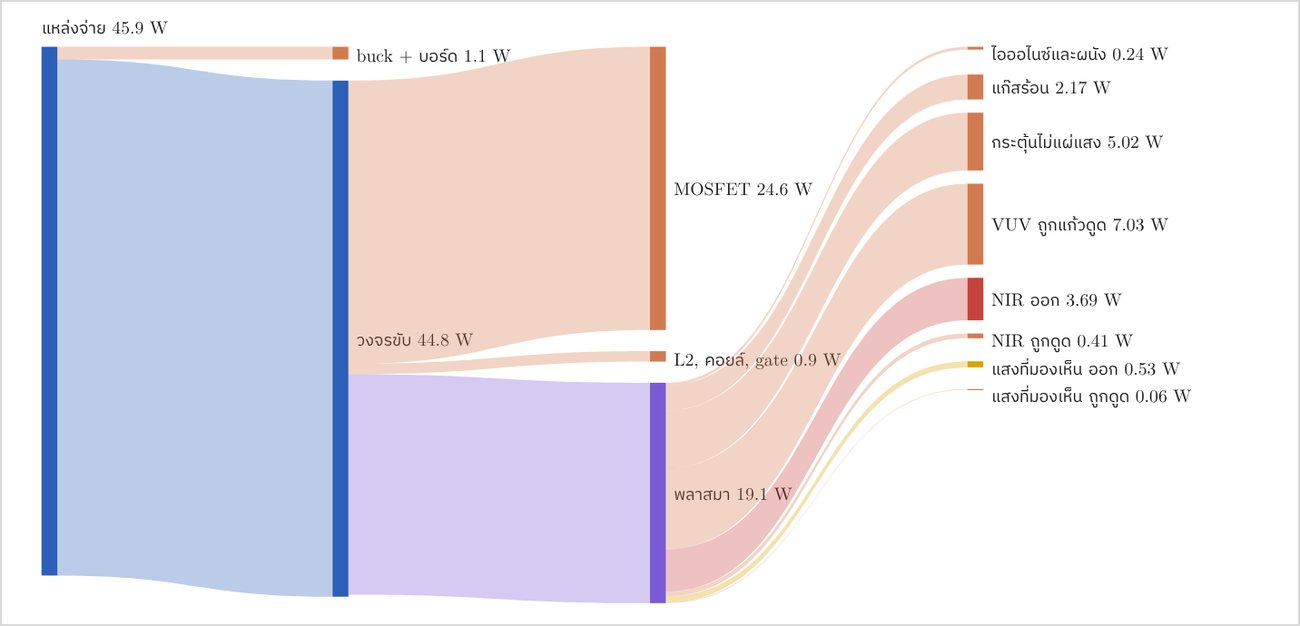 แหล่งจ่าย 45.9 W
buck + บอร์ด 1.1 W
วงจรขับ 44.8 W
MOSFET 24.6 W
L2, คอยล์, gate 0.9 W
พลาสมา 19.1 W
ไอออไนซ์และผนัง 0.24 W
แก๊สร้อน 2.17 W
กระตุ้นไม่แผ่แสง 5.02 W
VUV ถูกแก้วดูด 7.03 W
NIR ออก 3.69 W
NIR ถูกดูด 0.41 W
แสงที่มองเห็น ออก 0.53 W
แสงที่มองเห็น ถูกดูด 0.06 W